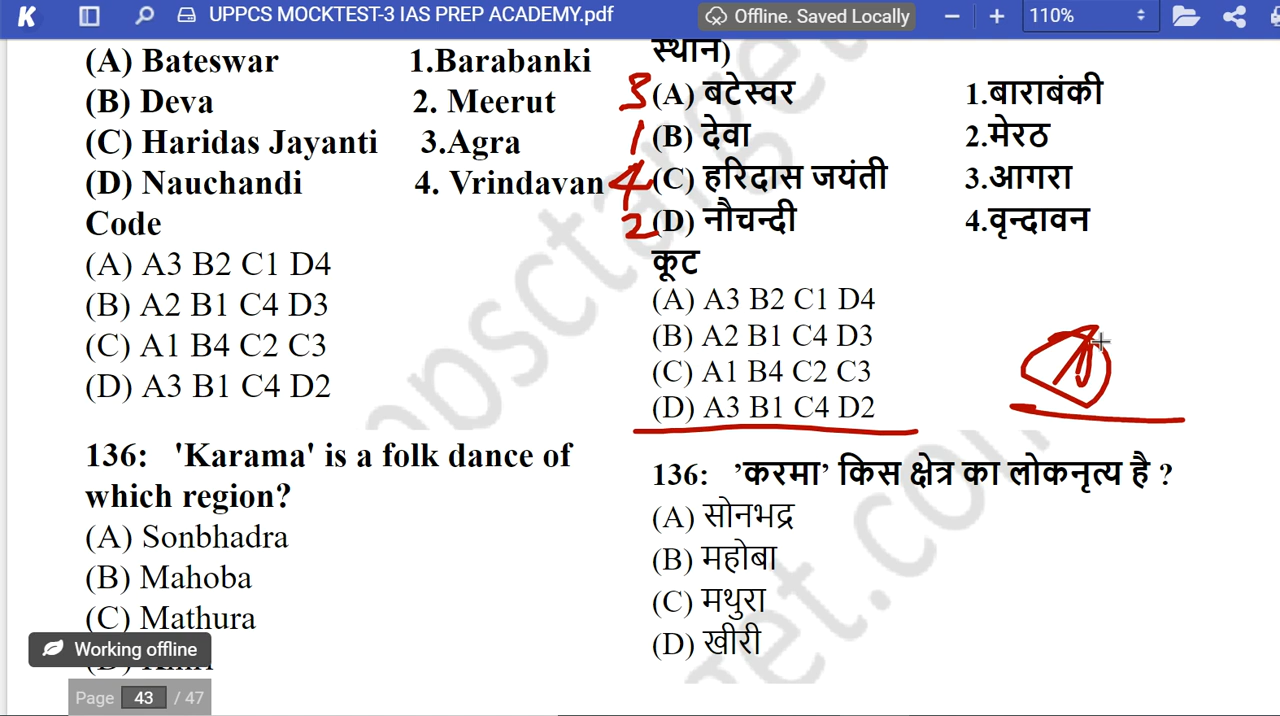 K UPPCS MOCKTEST-3 IAS PREP ACADEMY.pdf Offline. Saved Locally 110%
(A) Bateswar 1.Barabanki
(B) Deva 2. Meerut
(C) Haridas Jayanti 3.Agra
(D) Nauchandi 4. Vrindavan
Code
(A) A3 B2 C1 D4
(B) A2 B1 C4 D3
(C) A1 B4 C2 C3
(D) A3 B1 C4 D2
136: 'Karama' is a folk dance of
which region?
(A) Sonbhadra
(B) Mahoba
(C) Mathura
स्थान)
3 (A) बटेस्वर 1.बाराबंकी
1 (B) देवा 2.मेरठ
4 (C) हरिदास जयंती 3.आगरा
2 (D) नौचन्दी 4.वृन्दावन
कूट
(A) A3 B2 C1 D4
(B) A2 B1 C4 D3
(C) A1 B4 C2 C3
(D) A3 B1 C4 D2
136: ’करमा’ किस क्षेत्र का लोकनृत्य है ?
(A) सोनभद्र
(B) महोबा
(C) मथुरा
(D) खीरी
Working offline
Page 43 / 47